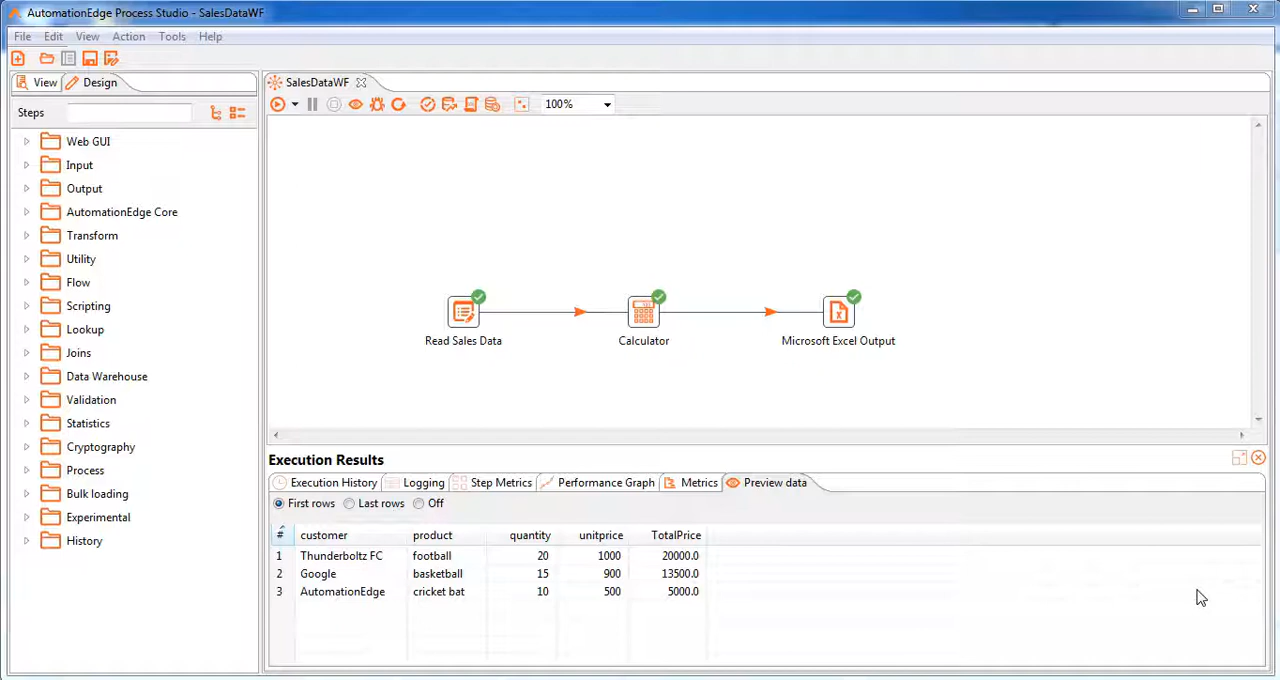 AutomationEdge Process Studio - SalesDataWF
File Edit View Action Tools Help
View Design
SalesDataWF
Steps
100%
Web GUI
Input
Output
AutomationEdge Core
Transform
Utility
Flow
Scripting
Lookup
Joins
Data Warehouse
Validation
Statistics
Cryptography
Process
Bulk loading
Experimental
History
Read Sales Data
Calculator
Microsoft Excel Output
Execution Results
Execution History Logging Step Metrics Performance Graph Metrics Preview data
First rows Last rows Off
# customer product quantity unitprice TotalPrice
1 Thunderboltz FC football 20 1000 20000.0
2 Google basketball 15 900 13500.0
3 AutomationEdge cricket bat 10 500 5000.0